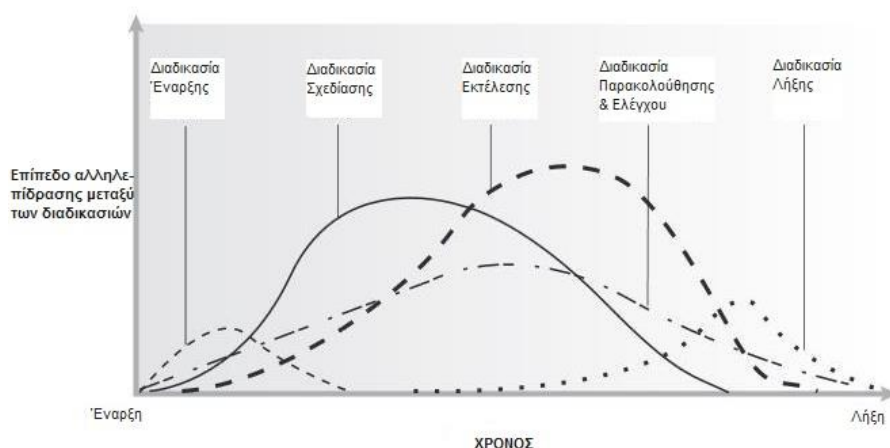 Διαδικασία
Έναρξης
Διαδικασία
Σχεδίασης
Διαδικασία
Εκτέλεσης
Διαδικασία
Παρακολούθησης
& Ελέγχου
Διαδικασία
Λήξης
Επίπεδο αλληλε-
πίδρασης μεταξύ
των διαδικασιών
Έναρξη
Λήξη
ΧΡΟΝΟΣ